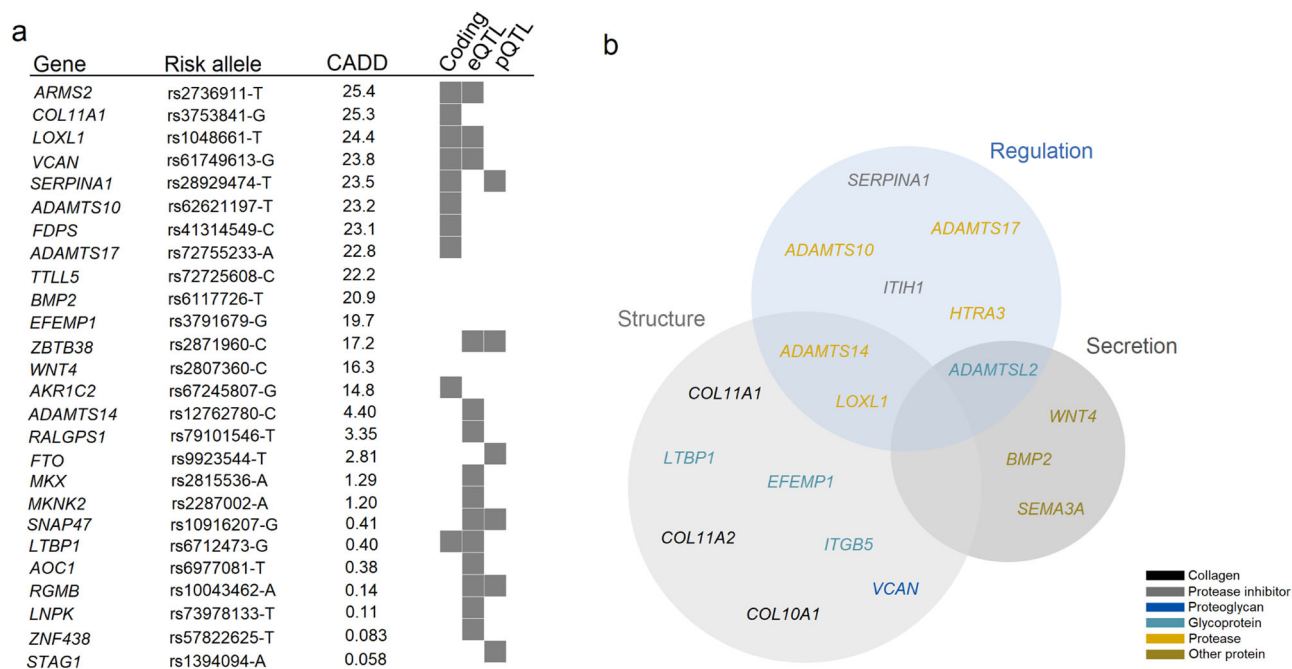 a
Gene Risk allele CADD Coding eQTL pQTL
ARMS2 rs2736911-T 25.4
COL11A1 rs3753841-G 25.3
LOXL1 rs1048661-T 24.4
VCAN rs61749613-G 23.8
SERPINA1 rs28929474-T 23.5
ADAMTS10 rs62621197-T 23.2
FDPS rs41314549-C 23.1
ADAMTS17 rs72755233-A 22.8
TTLL5 rs72725608-C 22.2
BMP2 rs6117726-T 20.9
EFEMP1 rs3791679-G 19.7
ZBTB38 rs2871960-C 17.2
WNT4 rs2807360-C 16.3
AKR1C2 rs67245807-G 14.8
ADAMTS14 rs12762780-C 4.40
RALGPS1 rs79101546-T 3.35
FTO rs9923544-T 2.81
MKX rs2815536-A 1.29
MKNK2 rs2287002-A 1.20
SNAP47 rs10916207-G 0.41
LTBP1 rs6712473-G 0.40
AOC1 rs6977081-T 0.38
RGMB rs10043462-A 0.14
LNPK rs73978133-T 0.11
ZNF438 rs57822625-T 0.083
STAG1 rs1394094-A 0.058
b
Regulation
SERPINA1
ADAMTS17
ADAMTS10
ITIH1
HTRA3
Structure
Secretion
ADAMTS14
ADAMTSL2
COL11A1
LOXL1
WNT4
LTBP1
BMP2
EFEMP1
SEMA3A
COL11A2
ITGB5
VCAN
COL10A1
Collagen
Protease inhibitor
Proteoglycan
Glycoprotein
Protease
Other protein